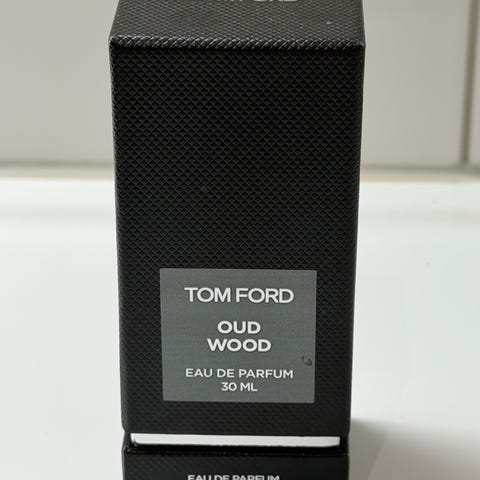 TOM FORD
OUD
WOOD
EAU DE PARFUM
30 ML
EAU DE PARFUM